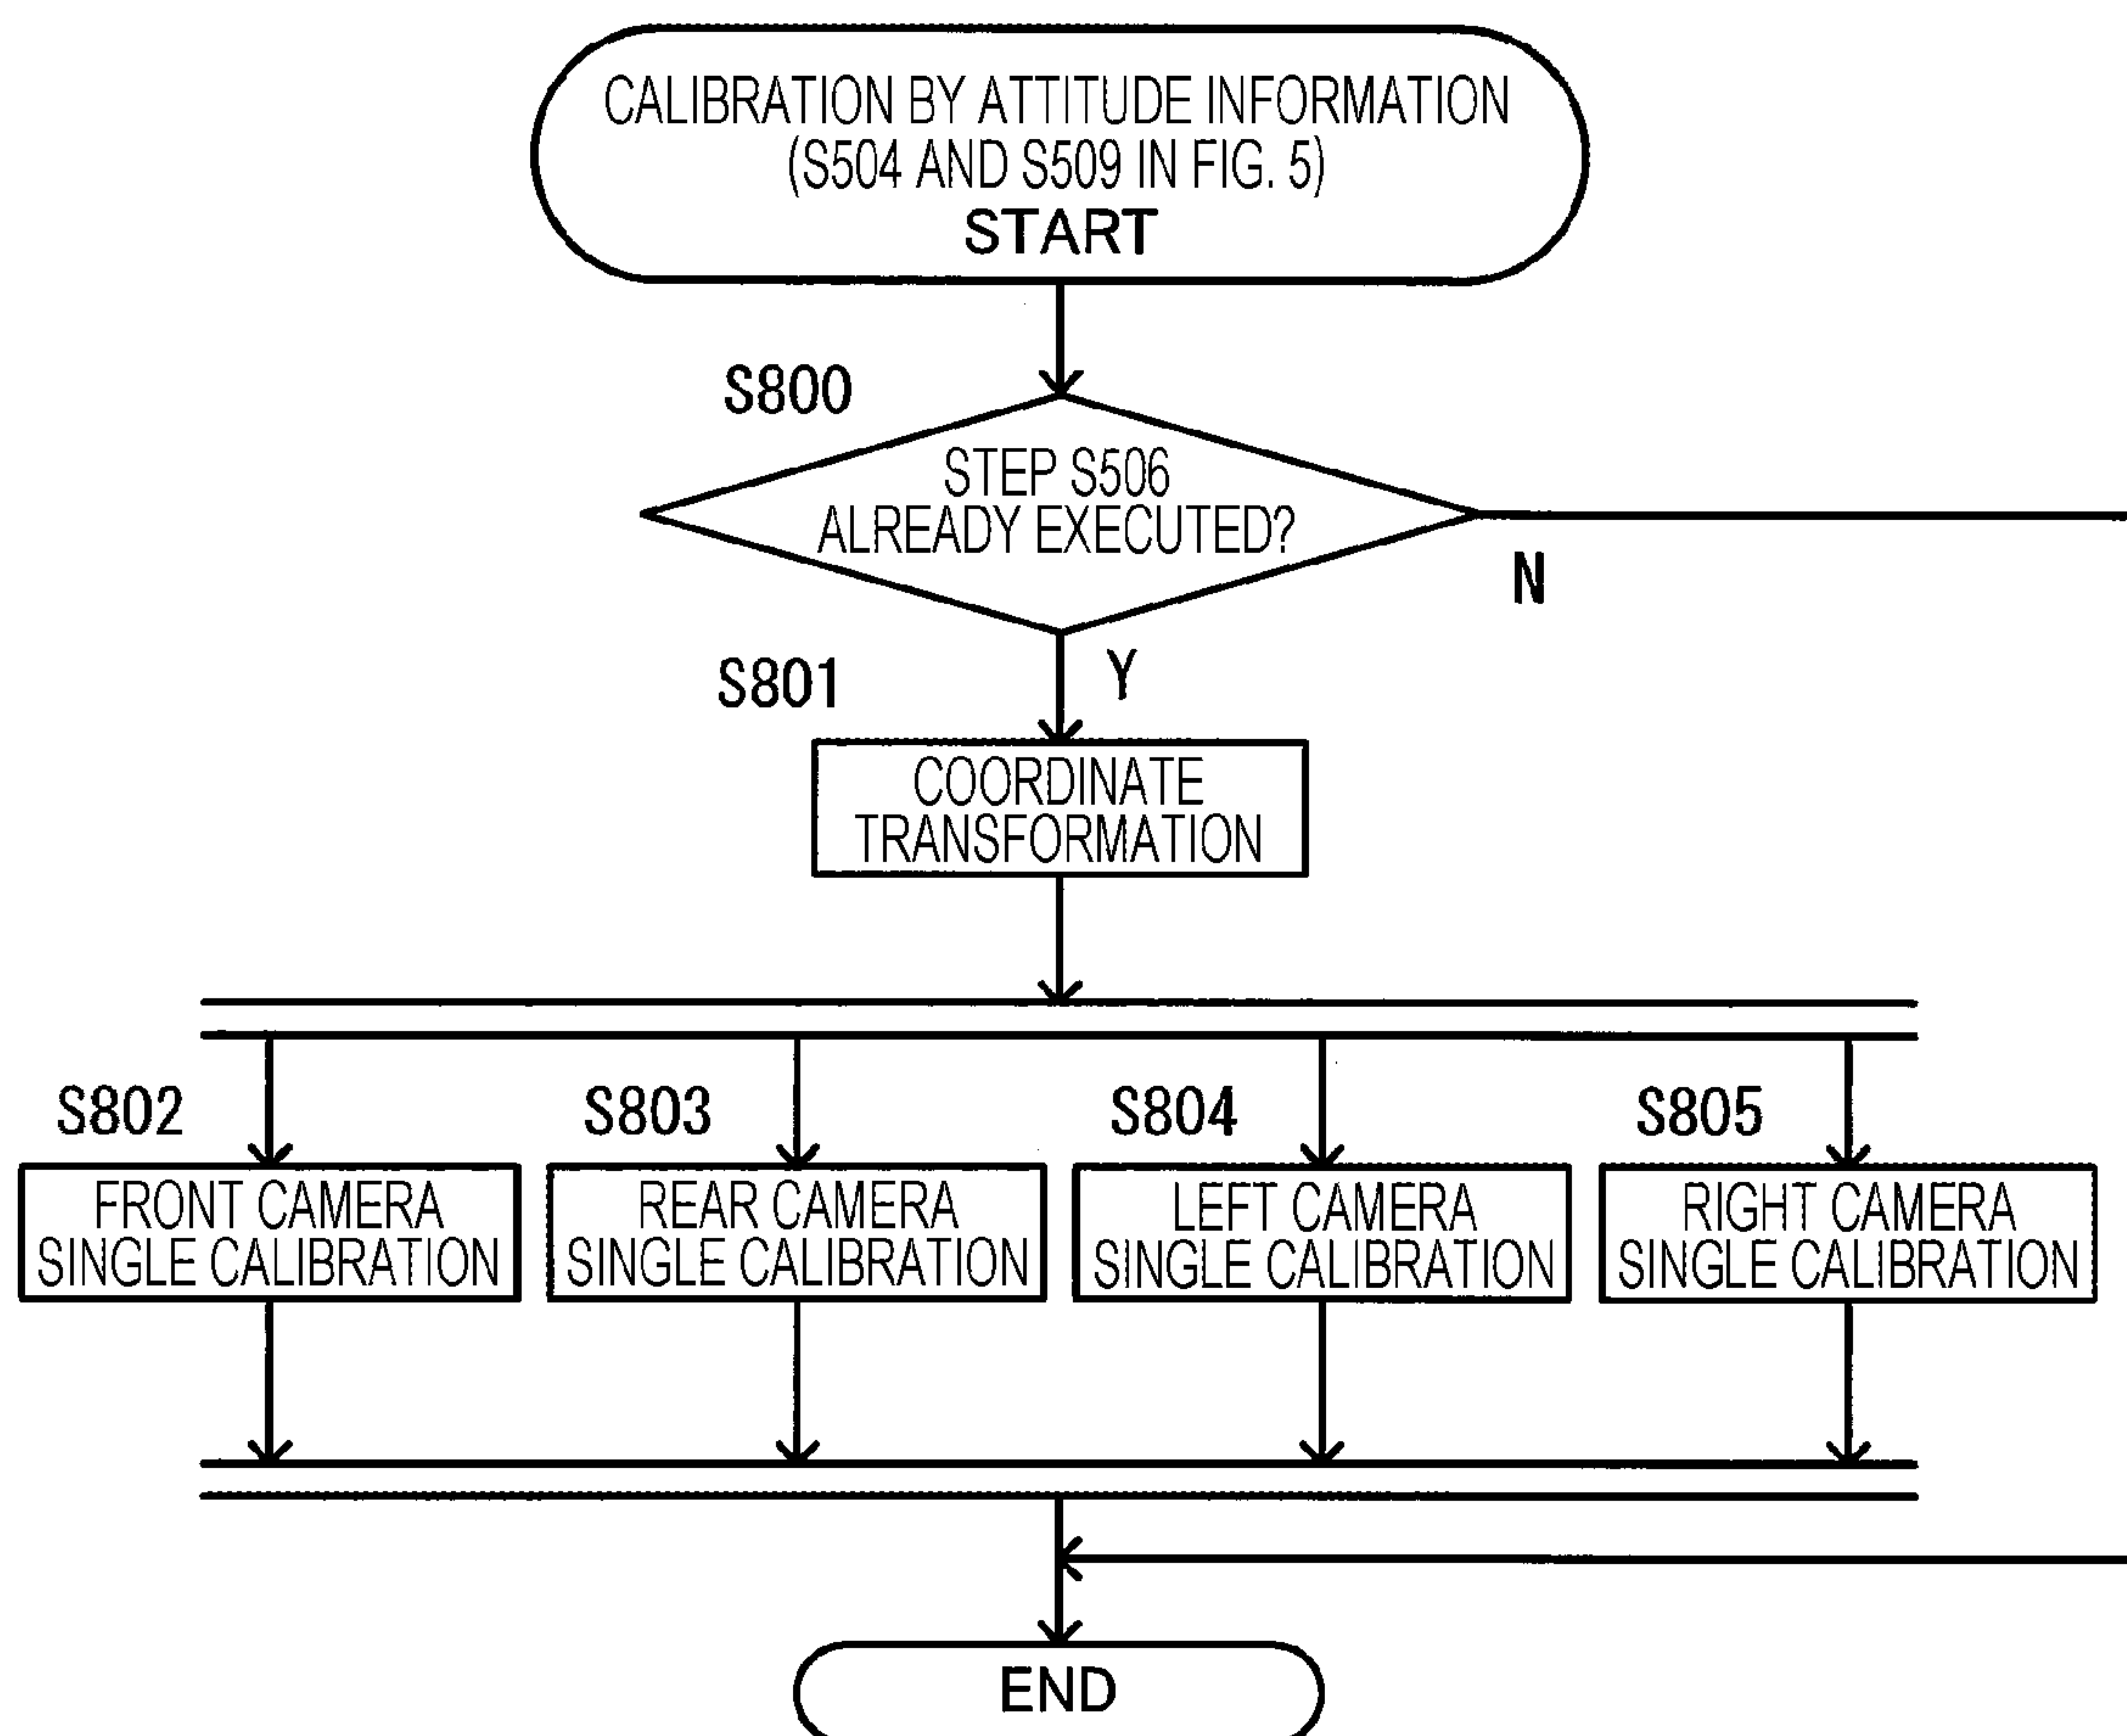 CALIBRATION BY ATTITUDE INFORMATION
(S504 AND S509 IN FIG. 5)
START
S800
STEP S506
ALREADY EXECUTED?
N
S801
Y
COORDINATE
TRANSFORMATION
S802
S803
S804
S805
FRONT CAMERA
SINGLE CALIBRATION
REAR CAMERA
SINGLE CALIBRATION
LEFT CAMERA
SINGLE CALIBRATION
RIGHT CAMERA
SINGLE CALIBRATION
END